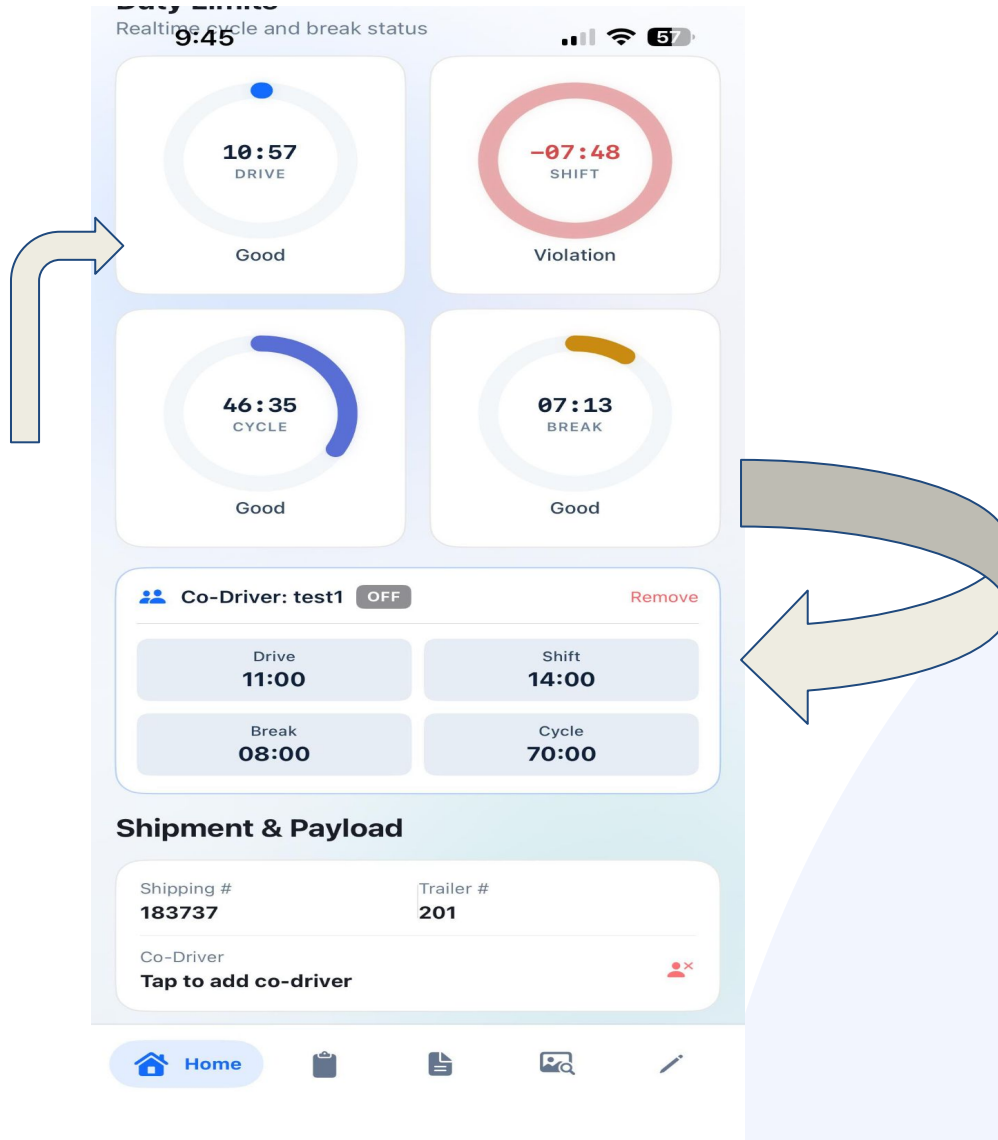 Duty Limits
Realtime cycle and break status
9:45
57
10:57
DRIVE
Good
-07:48
SHIFT
Violation
46:35
CYCLE
Good
07:13
BREAK
Good
Co-Driver: test1 OFF Remove
Drive
11:00
Shift
14:00
Break
08:00
Cycle
70:00
Shipment & Payload
Shipping #
183737
Trailer #
201
Co-Driver
Tap to add co-driver
Home